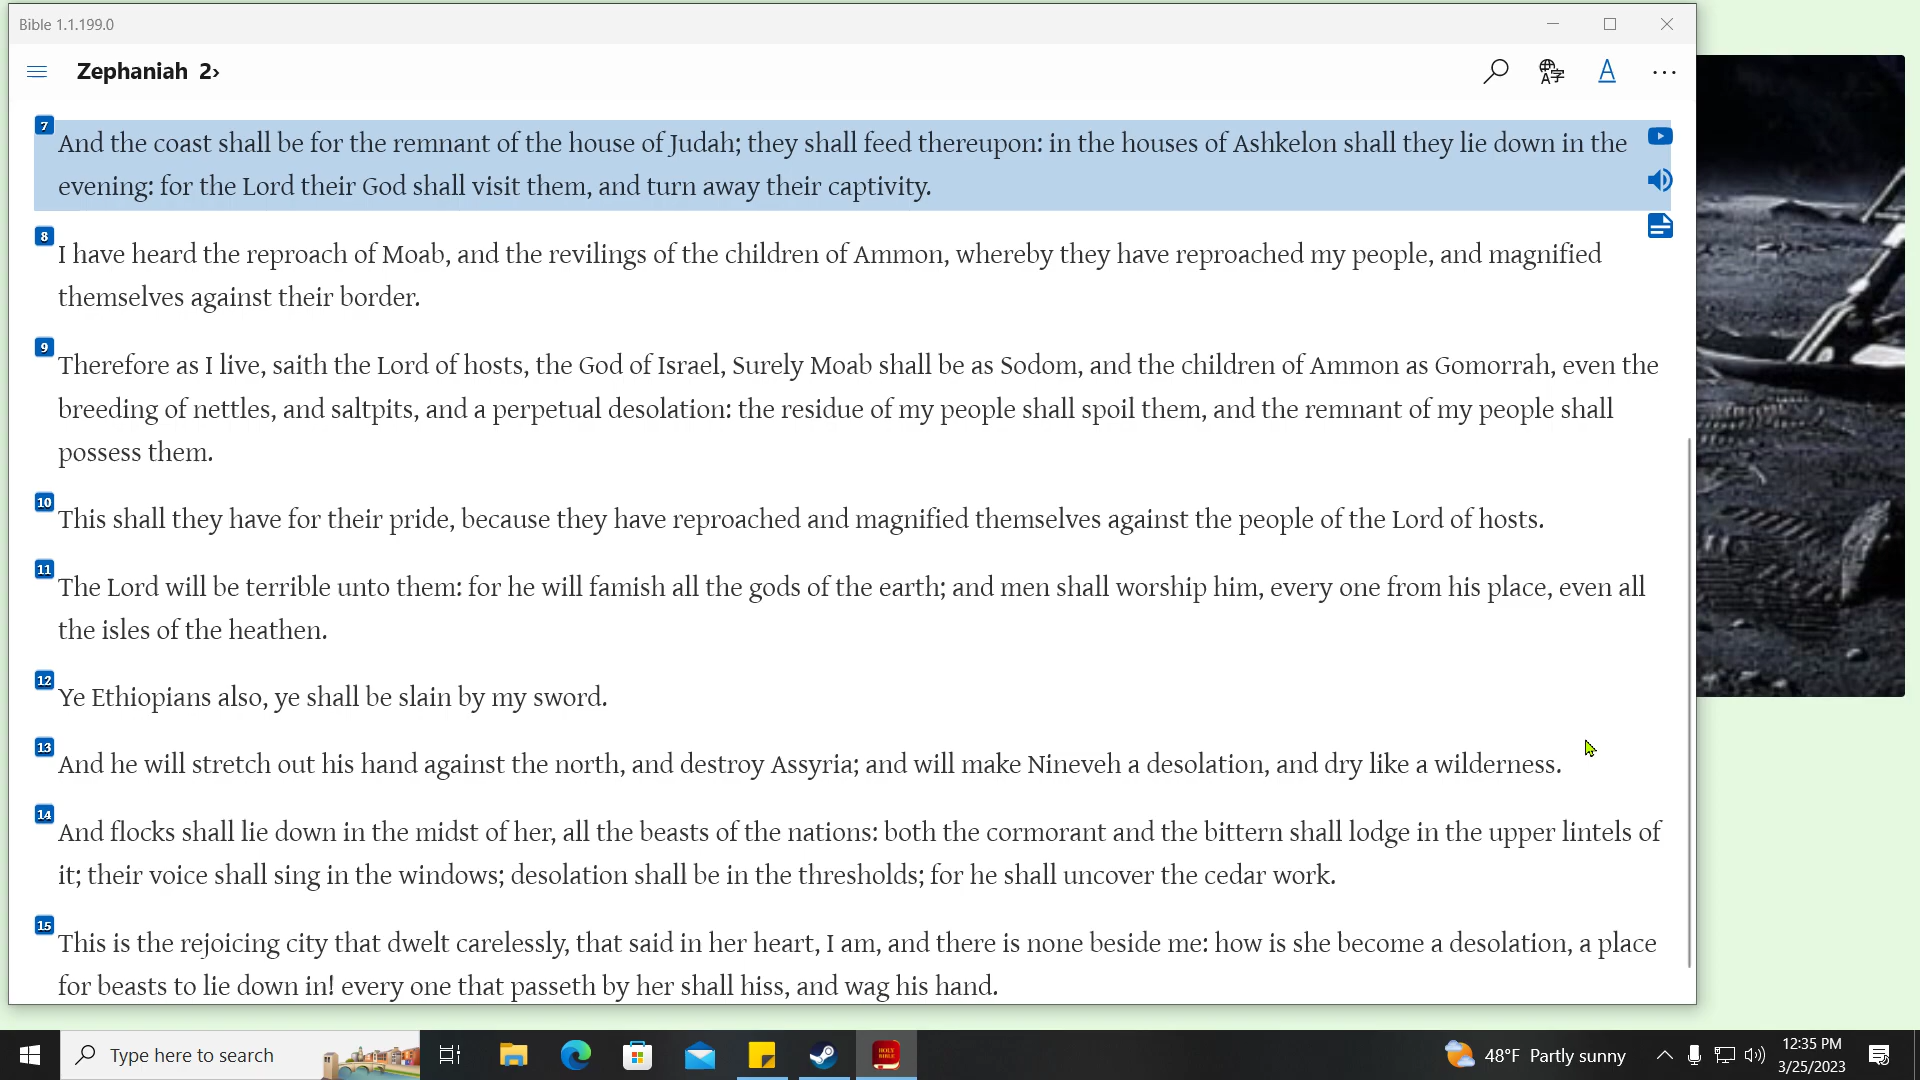 Bible 1.1.199.0
Zephaniah 2›
7
And the coast shall be for the remnant of the house of Judah; they shall feed thereupon: in the houses of Ashkelon shall they lie down in the
evening: for the Lord their God shall visit them, and turn away their captivity.
8
I have heard the reproach of Moab, and the revilings of the children of Ammon, whereby they have reproached my people, and magnified
themselves against their border.
9
Therefore as I live, saith the Lord of hosts, the God of Israel, Surely Moab shall be as Sodom, and the children of Ammon as Gomorrah, even the
breeding of nettles, and saltpits, and a perpetual desolation: the residue of my people shall spoil them, and the remnant of my people shall
possess them.
10
This shall they have for their pride, because they have reproached and magnified themselves against the people of the Lord of hosts.
11
The Lord will be terrible unto them: for he will famish all the gods of the earth; and men shall worship him, every one from his place, even all
the isles of the heathen.
12
Ye Ethiopians also, ye shall be slain by my sword.
13
And he will stretch out his hand against the north, and destroy Assyria; and will make Nineveh a desolation, and dry like a wilderness.
14
And flocks shall lie down in the midst of her, all the beasts of the nations: both the cormorant and the bittern shall lodge in the upper lintels of
it; their voice shall sing in the windows; desolation shall be in the thresholds; for he shall uncover the cedar work.
15
This is the rejoicing city that dwelt carelessly, that said in her heart, I am, and there is none beside me: how is she become a desolation, a place
for beasts to lie down in! every one that passeth by her shall hiss, and wag his hand.
Type here to search
HOLY BIBLE
48°F Partly sunny
12:35 PM
3/25/2023